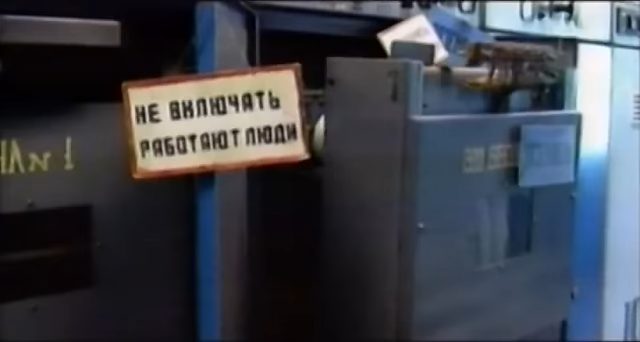 НЕ ВКЛЮЧАТЬ
РАБОТАЮТ ЛЮДИ